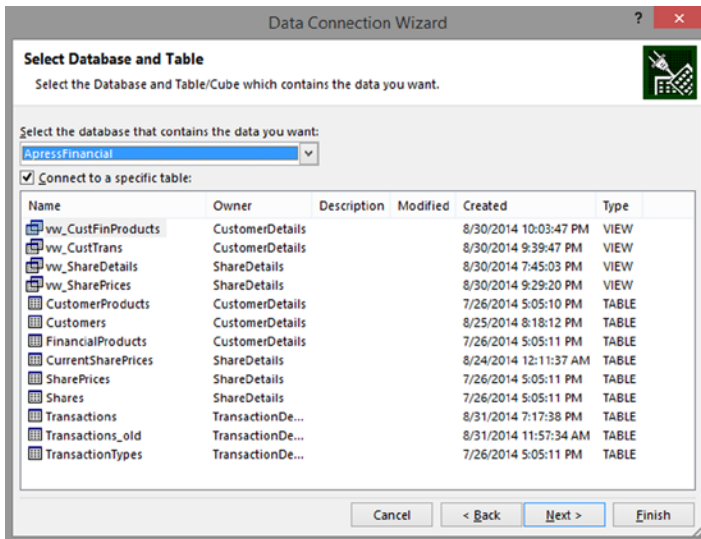 Data Connection Wizard ? ×
Select Database and Table
Select the Database and Table/Cube which contains the data you want.
Select the database that contains the data you want:
ApressFinancial
Connect to a specific table:
Name Owner Description Modified Created Type
vw_CustFinProducts CustomerDetails 8/30/2014 10:03:47 PM VIEW
vw_CustTrans CustomerDetails 8/30/2014 9:39:47 PM VIEW
vw_ShareDetails ShareDetails 8/30/2014 7:45:03 PM VIEW
vw_SharePrices ShareDetails 8/30/2014 9:29:20 PM VIEW
CustomerProducts CustomerDetails 7/26/2014 5:05:10 PM TABLE
Customers CustomerDetails 8/25/2014 8:18:12 PM TABLE
FinancialProducts CustomerDetails 7/26/2014 5:05:11 PM TABLE
CurrentSharePrices ShareDetails 8/24/2014 12:11:37 AM TABLE
SharePrices ShareDetails 7/26/2014 5:05:11 PM TABLE
Shares ShareDetails 7/26/2014 5:05:11 PM TABLE
Transactions TransactionDe... 8/31/2014 7:17:38 PM TABLE
Transactions_old TransactionDe... 8/31/2014 11:57:34 AM TABLE
TransactionTypes TransactionDe... 7/26/2014 5:05:11 PM TABLE
Cancel < Back Next > Finish